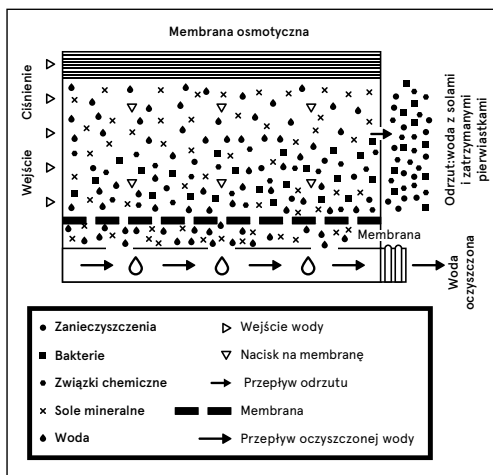 Membrana osmotyczna
Ciśnienie
Wejście
Odrzut:woda z solami
i zatrzymanymi
pierwiastkami
Membrana
Woda
oczyszczona
Zanieczyszczenia
Bakterie
Związki chemiczne
Sole mineralne
Woda
Wejście wody
Nacisk na membranę
Przepływ odrzutu
Membrana
Przepływ oczyszczonej wody